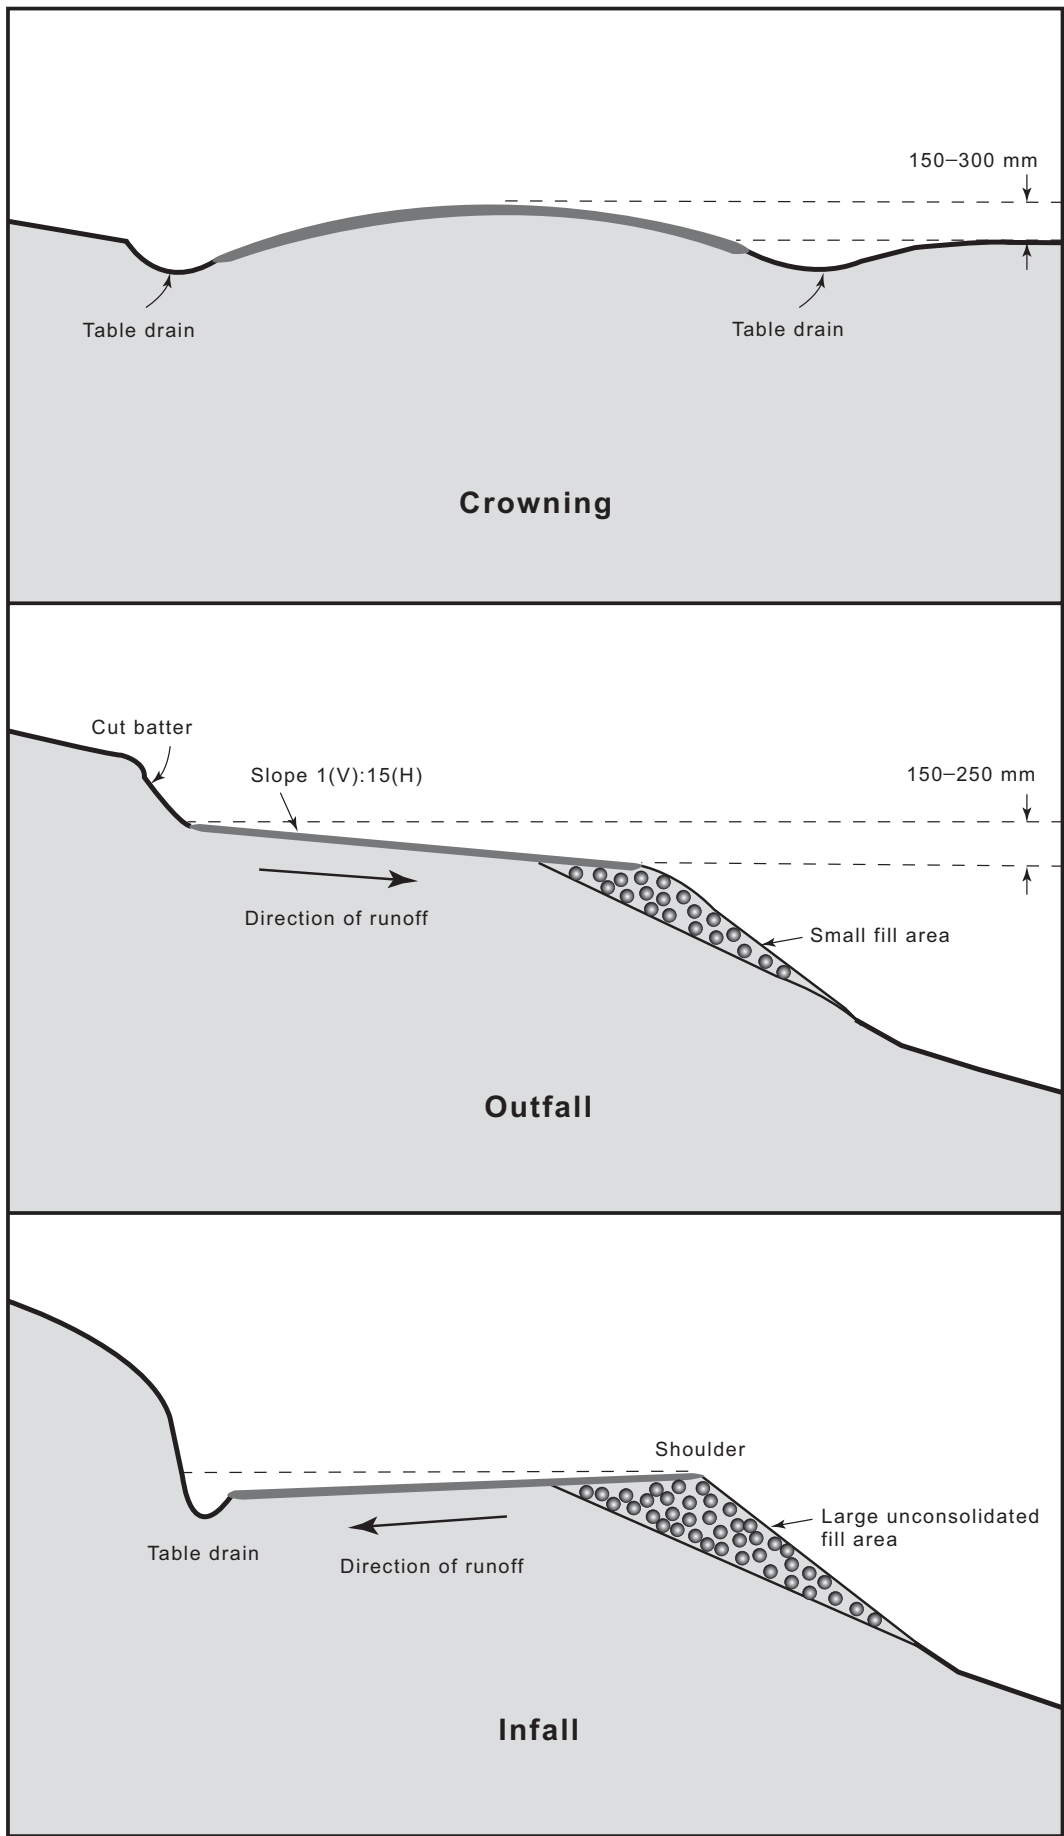 150–300 mm
Table drain
Table drain
Crowning
Cut batter
Slope 1(V):15(H)
150–250 mm
Direction of runoff
Small fill area
Outfall
Shoulder
Large unconsolidated
fill area
Table drain
Direction of runoff
Infall